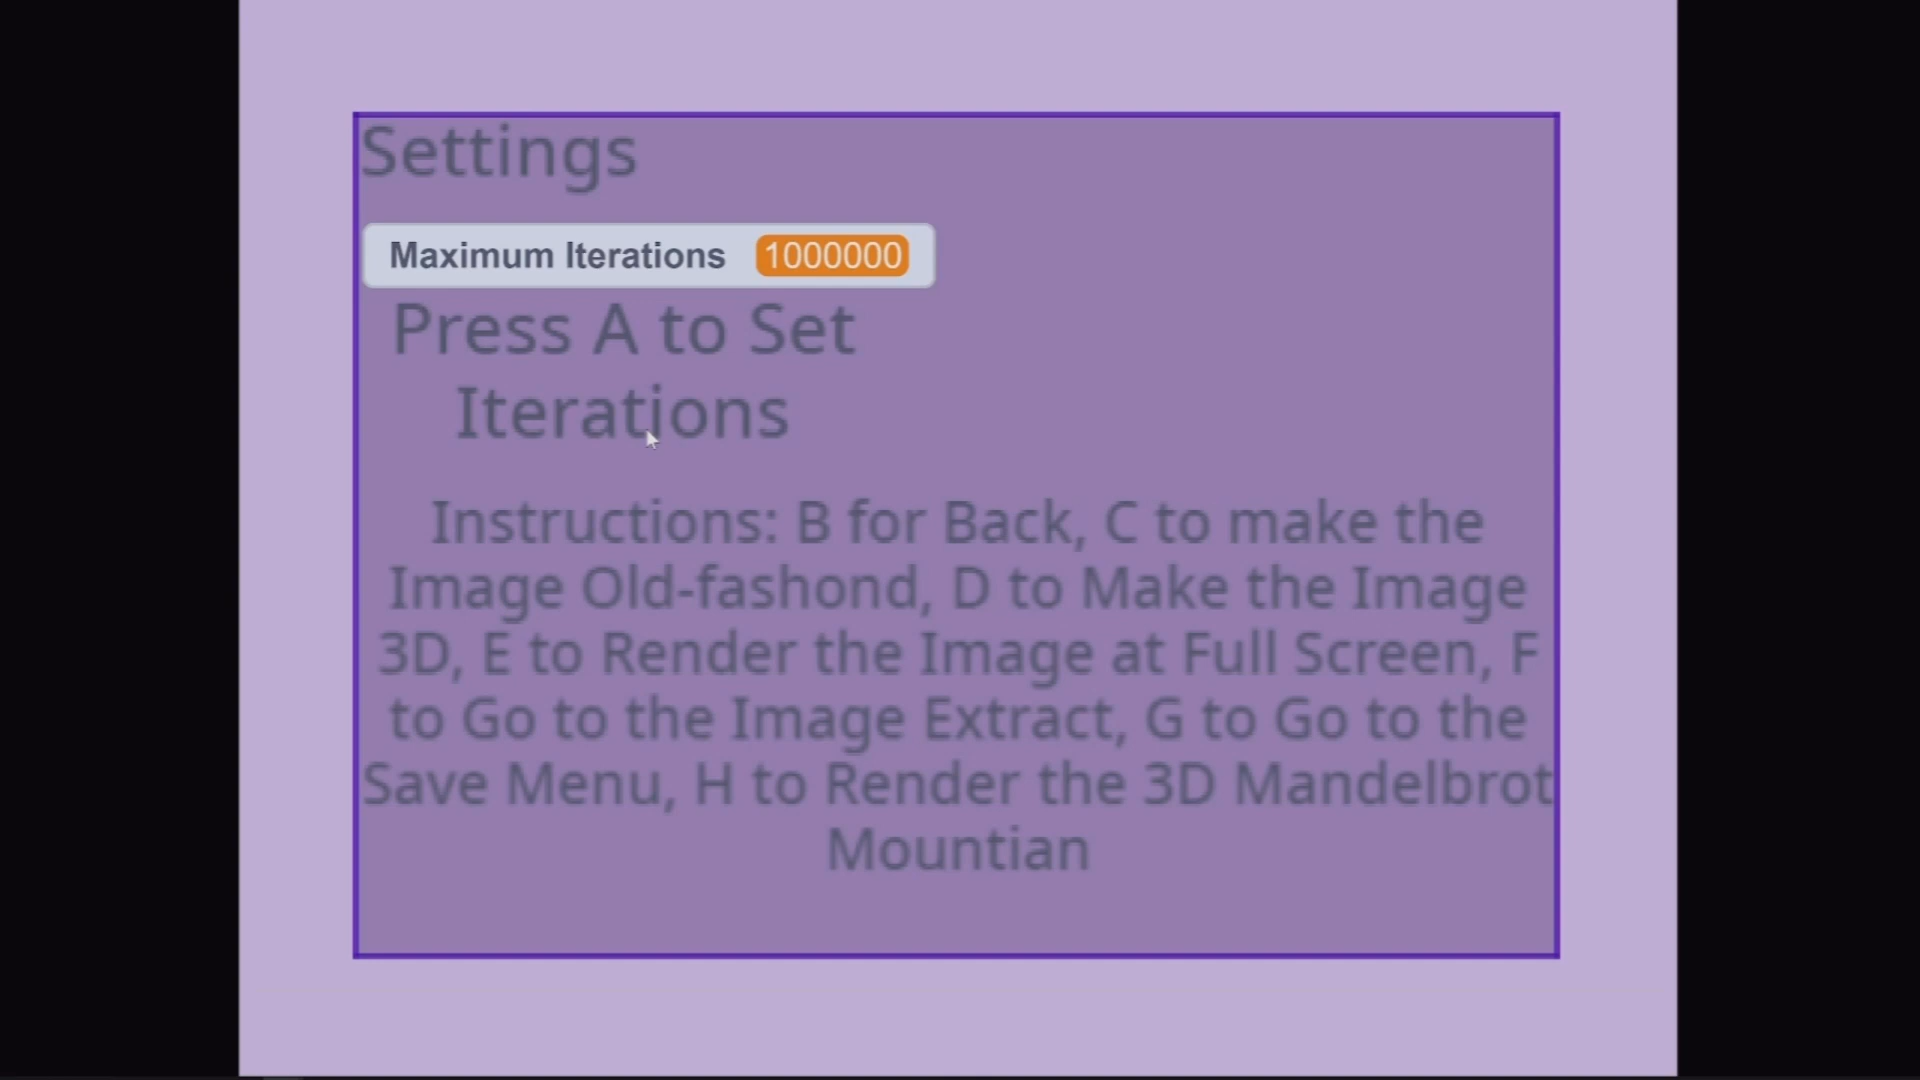 Settings
Maximum Iterations 1000000
Press A to Set
Iterations
Instructions: B for Back, C to make the
Image Old-fashond, D to Make the Image
3D, E to Render the Image at Full Screen, F
to Go to the Image Extract, G to Go to the
Save Menu, H to Render the 3D Mandelbrot
Mountian